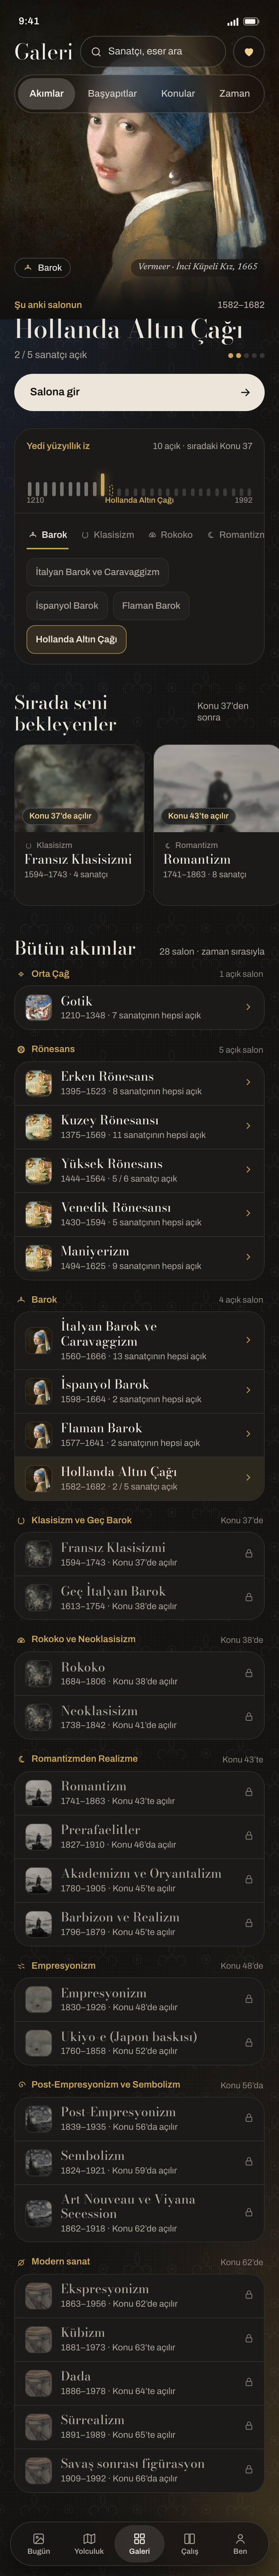 9:41
Galeri
Sanatçı, eser ara
Akımlar
Başyapıtlar
Konular
Zaman
Barok
Vermeer · İnci Küpeli Kız, 1665
Şu anki salonun
1582–1682
Hollanda Altın Çağı
2 / 5 sanatçı açık
Salona gir
Yedi yüzyıllık iz
10 açık · sıradaki Konu 37
1210
Hollanda Altın Çağı
1992
Barok
Klasisizm
Rokoko
Romantizn
İtalyan Barok ve Caravaggizm
İspanyol Barok
Flaman Barok
Hollanda Altın Çağı
Sırada seni
bekleyenler
Konu 37'den
sonra
Konu 37'de açılır
Klasisizm
Fransız Klasisizmi
1594–1743 · 4 sanatçı
Konu 43'te açılır
Romantizm
Romantizm
1741–1863 · 8 sanatçı
Bütün akımlar
28 salon · zaman sırasıyla
Orta Çağ
1 açık salon
Gotik
1210–1348 · 7 sanatçının hepsi açık
Rönesans
5 açık salon
Erken Rönesans
1395–1523 · 8 sanatçının hepsi açık
Kuzey Rönesansı
1375–1569 · 11 sanatçının hepsi açık
Yüksek Rönesans
1444–1564 · 5 / 6 sanatçı açık
Venedik Rönesansı
1430–1594 · 5 sanatçının hepsi açık
Maniyerizm
1494–1625 · 9 sanatçının hepsi açık
Barok
4 açık salon
İtalyan Barok ve
Caravaggizm
1560–1666 · 13 sanatçının hepsi açık
İspanyol Barok
1598–1664 · 2 sanatçının hepsi açık
Flaman Barok
1577–1641 · 2 sanatçının hepsi açık
Hollanda Altın Çağı
1582–1682 · 2 / 5 sanatçı açık
Klasisizm ve Geç Barok
Konu 37'de
Fransız Klasisizmi
1594–1743 · Konu 37'de açılır
Geç İtalyan Barok
1613–1754 · Konu 38'de açılır
Rokoko ve Neoklasisizm
Konu 38'de
Rokoko
1684–1806 · Konu 38'de açılır
Neoklasisizm
1738–1842 · Konu 41'de açılır
Romantizmden Realizme
Konu 43'te
Romantizm
1741–1863 · Konu 43'te açılır
Prerafaelitler
1827–1910 · Konu 46'da açılır
Akademizm ve Oryantalizm
1780–1905 · Konu 45'te açılır
Barbizon ve Realizm
1796–1879 · Konu 45'te açılır
Empresyonizm
Konu 48'de
Empresyonizm
1830–1926 · Konu 48'de açılır
Ukiyo-e (Japon baskısı)
1760–1858 · Konu 52'de açılır
Post-Empresyonizm ve Sembolizm
Konu 56'da
Post-Empresyonizm
1839–1935 · Konu 56'da açılır
Sembolizm
1824–1921 · Konu 59'da açılır
Art Nouveau ve Viyana
Secession
1862–1918 · Konu 62'de açılır
Modern sanat
Konu 62'de
Ekspresyonizm
1863–1956 · Konu 62'de açılır
Kübizm
1881–1973 · Konu 63'te açılır
Dada
1886–1978 · Konu 64'te açılır
Sürrealizm
1891–1989 · Konu 65'te açılır
Savaş sonrası figürasyon
1909–1992 · Konu 66'da açılır
Bugün
Yolculuk
Galeri
Çalış
Ben